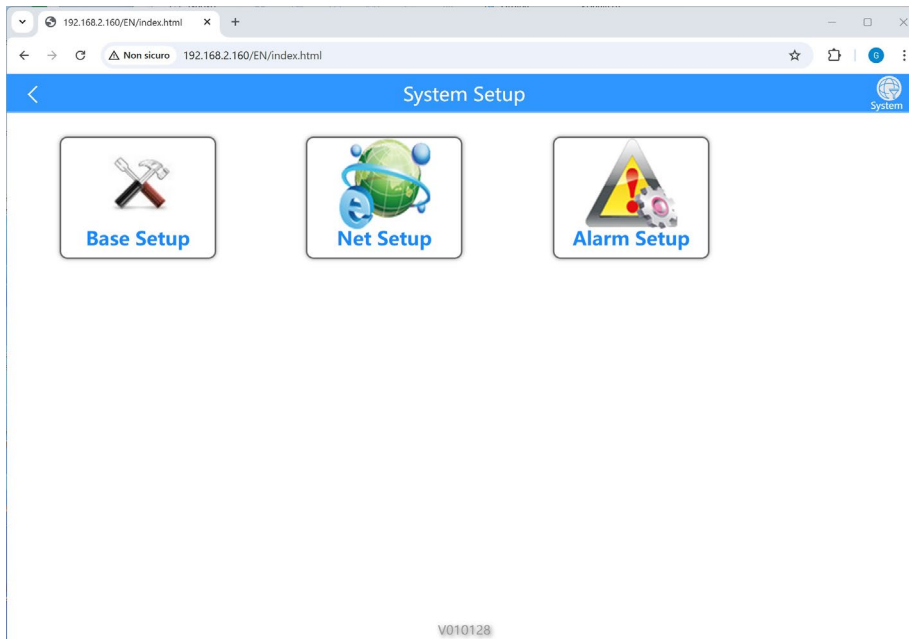 192.168.2.160/EN/index.html
Non sicuro 192.168.2.160/EN/index.html
G
System Setup
System
Base Setup
Net Setup
Alarm Setup
V010128